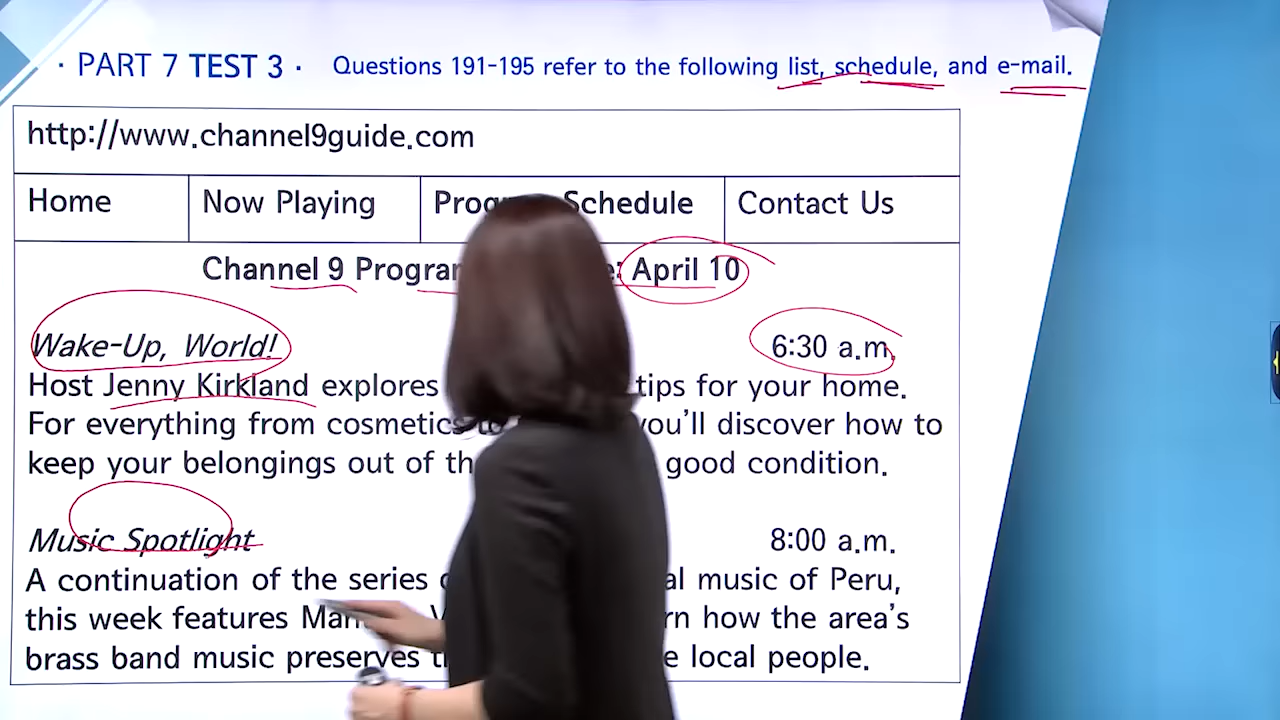 · PART 7 TEST 3 · Questions 191-195 refer to the following list, schedule, and e-mail.
http://www.channel9guide.com
Home Now Playing Schedule Contact Us
Channel 9 April 10
Wake-Up, World! 6:30 a.m.
Host Jenny Kirkland explores tips for your home.
For everything from cosmetics you'll discover how to
keep your belongings out of good condition.
Music Spotlight 8:00 a.m.
A continuation of the series music of Peru,
this week features how the area's
brass band music preserves local people.